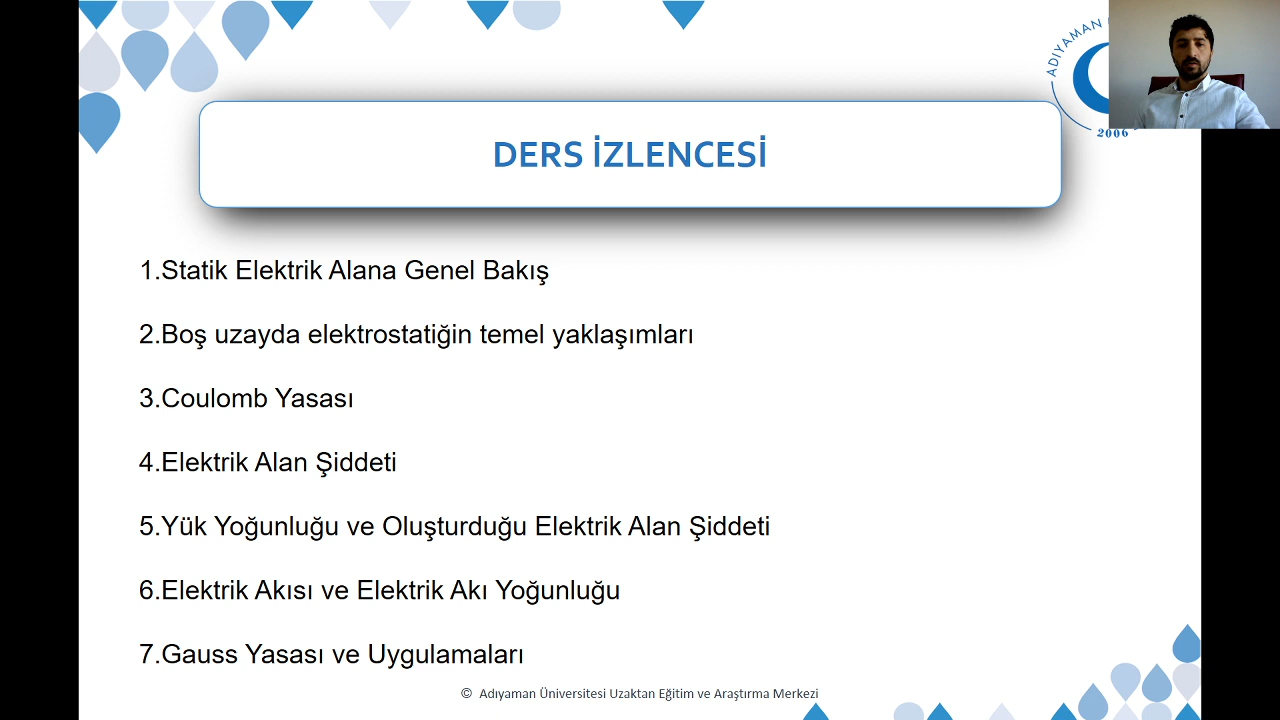 ADIYAMAN
2006
DERS İZLENCESİ
1.Statik Elektrik Alana Genel Bakış
2.Boş uzayda elektrostatiğin temel yaklaşımları
3.Coulomb Yasası
4.Elektrik Alan Şiddeti
5.Yük Yoğunluğu ve Oluşturduğu Elektrik Alan Şiddeti
6.Elektrik Akısı ve Elektrik Akı Yoğunluğu
7.Gauss Yasası ve Uygulamaları
© Adıyaman Üniversitesi Uzaktan Eğitim ve Araştırma Merkezi